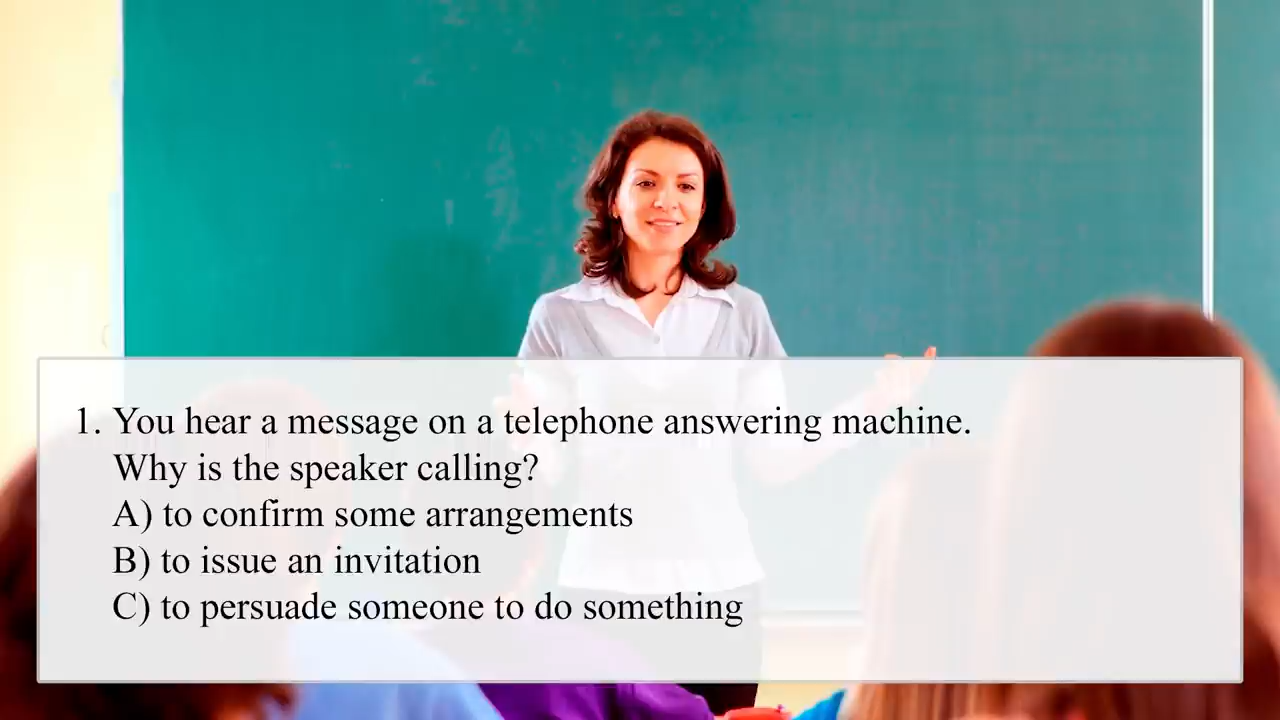 1. You hear a message on a telephone answering machine.
Why is the speaker calling?
A) to confirm some arrangements
B) to issue an invitation
C) to persuade someone to do something